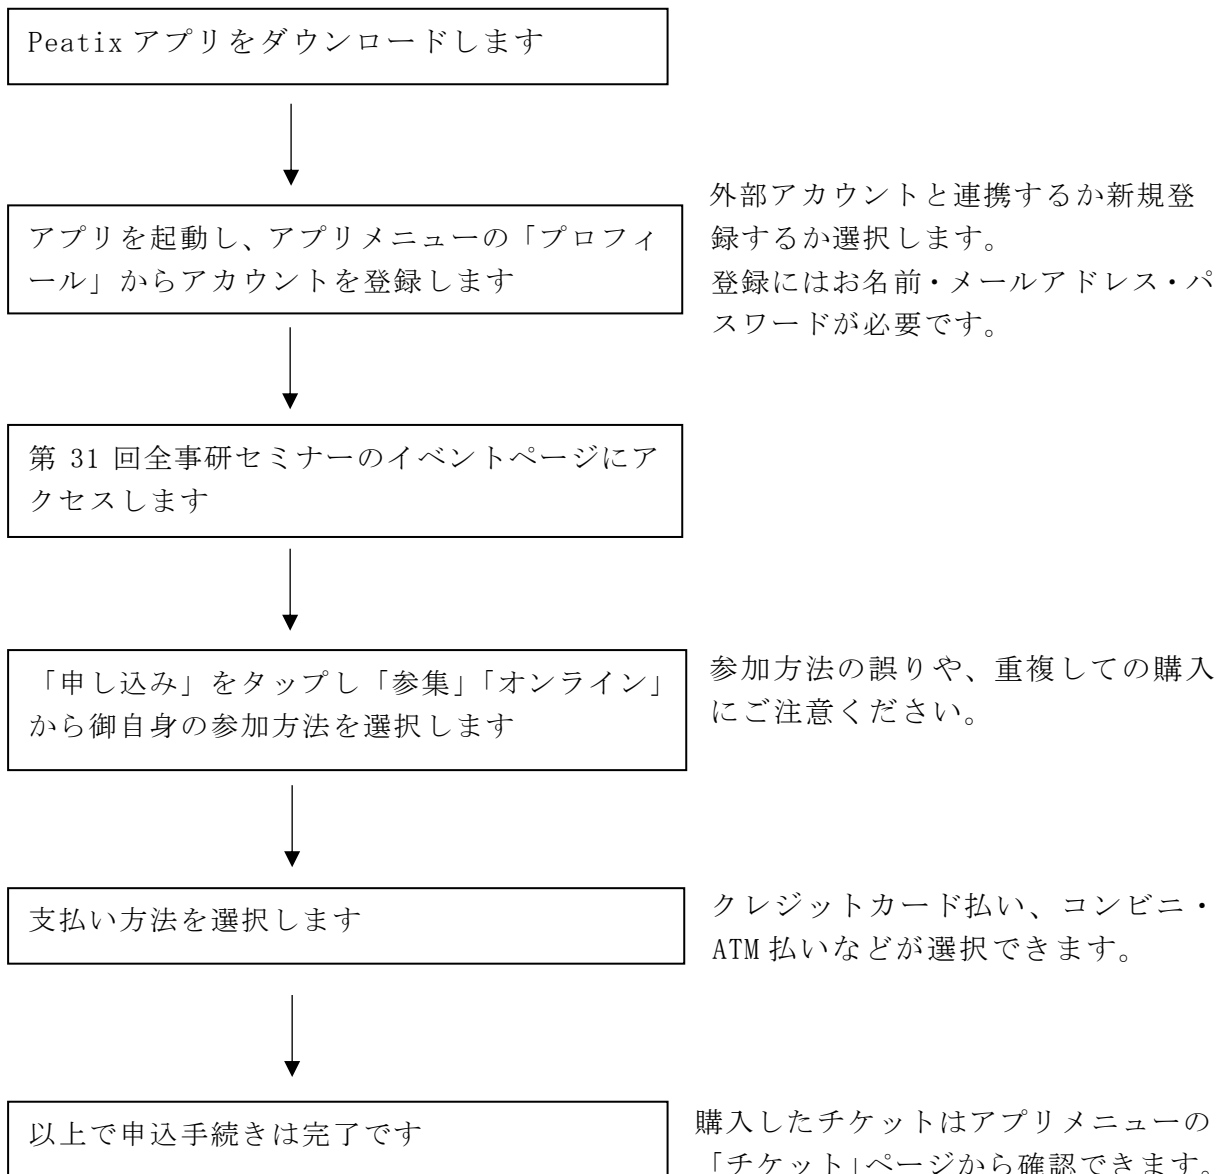 Peatix アプリをダウンロードします
外部アカウントと連携するか新規登
録するか選択します。
登録にはお名前・メールアドレス・パ
スワードが必要です。
アプリを起動し、アプリメニューの「プロフィ
ール」からアカウントを登録します
第 31 回全事研セミナーのイベントページにア
クセスします
「申し込み」をタップし「参集」「オンライン」
から御自身の参加方法を選択します
参加方法の誤りや、重複しての購入
にご注意ください。
支払い方法を選択します
クレジットカード払い、コンビニ・
ATM 払いなどが選択できます。
以上で申込手続きは完了です
購入したチケットはアプリメニューの
「チケット」ページから確認できます。